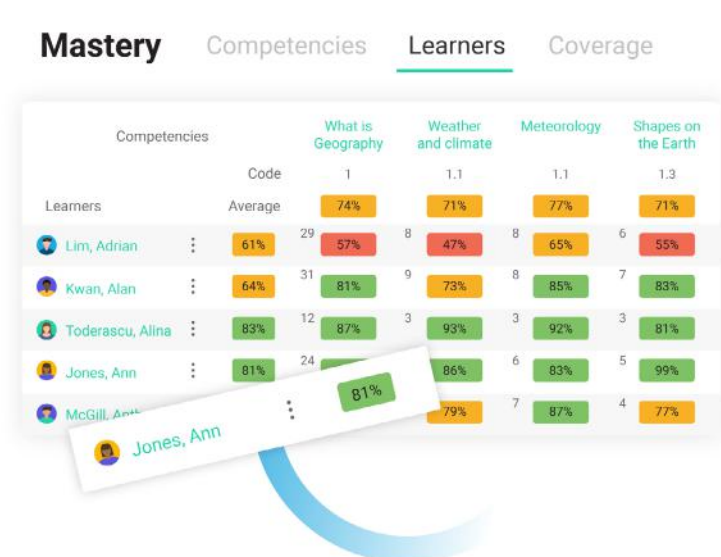 Mastery Competencies Learners Coverage
Competencies What is Geography Weather and climate Meteorology Shapes on the Earth
Code 1 1.1 1.1 1.3
Learners Average 74% 71% 77% 71%
Lim, Adrian 61% 29 57% 8 47% 8 65% 6 55%
Kwan, Alan 64% 31 81% 9 73% 8 85% 7 83%
Toderascu, Alina 83% 12 87% 3 93% 3 92% 3 81%
Jones, Ann 81% 24 86% 6 83% 5 99%
McGill, 79% 7 87% 4 77%
Jones, Ann 81%